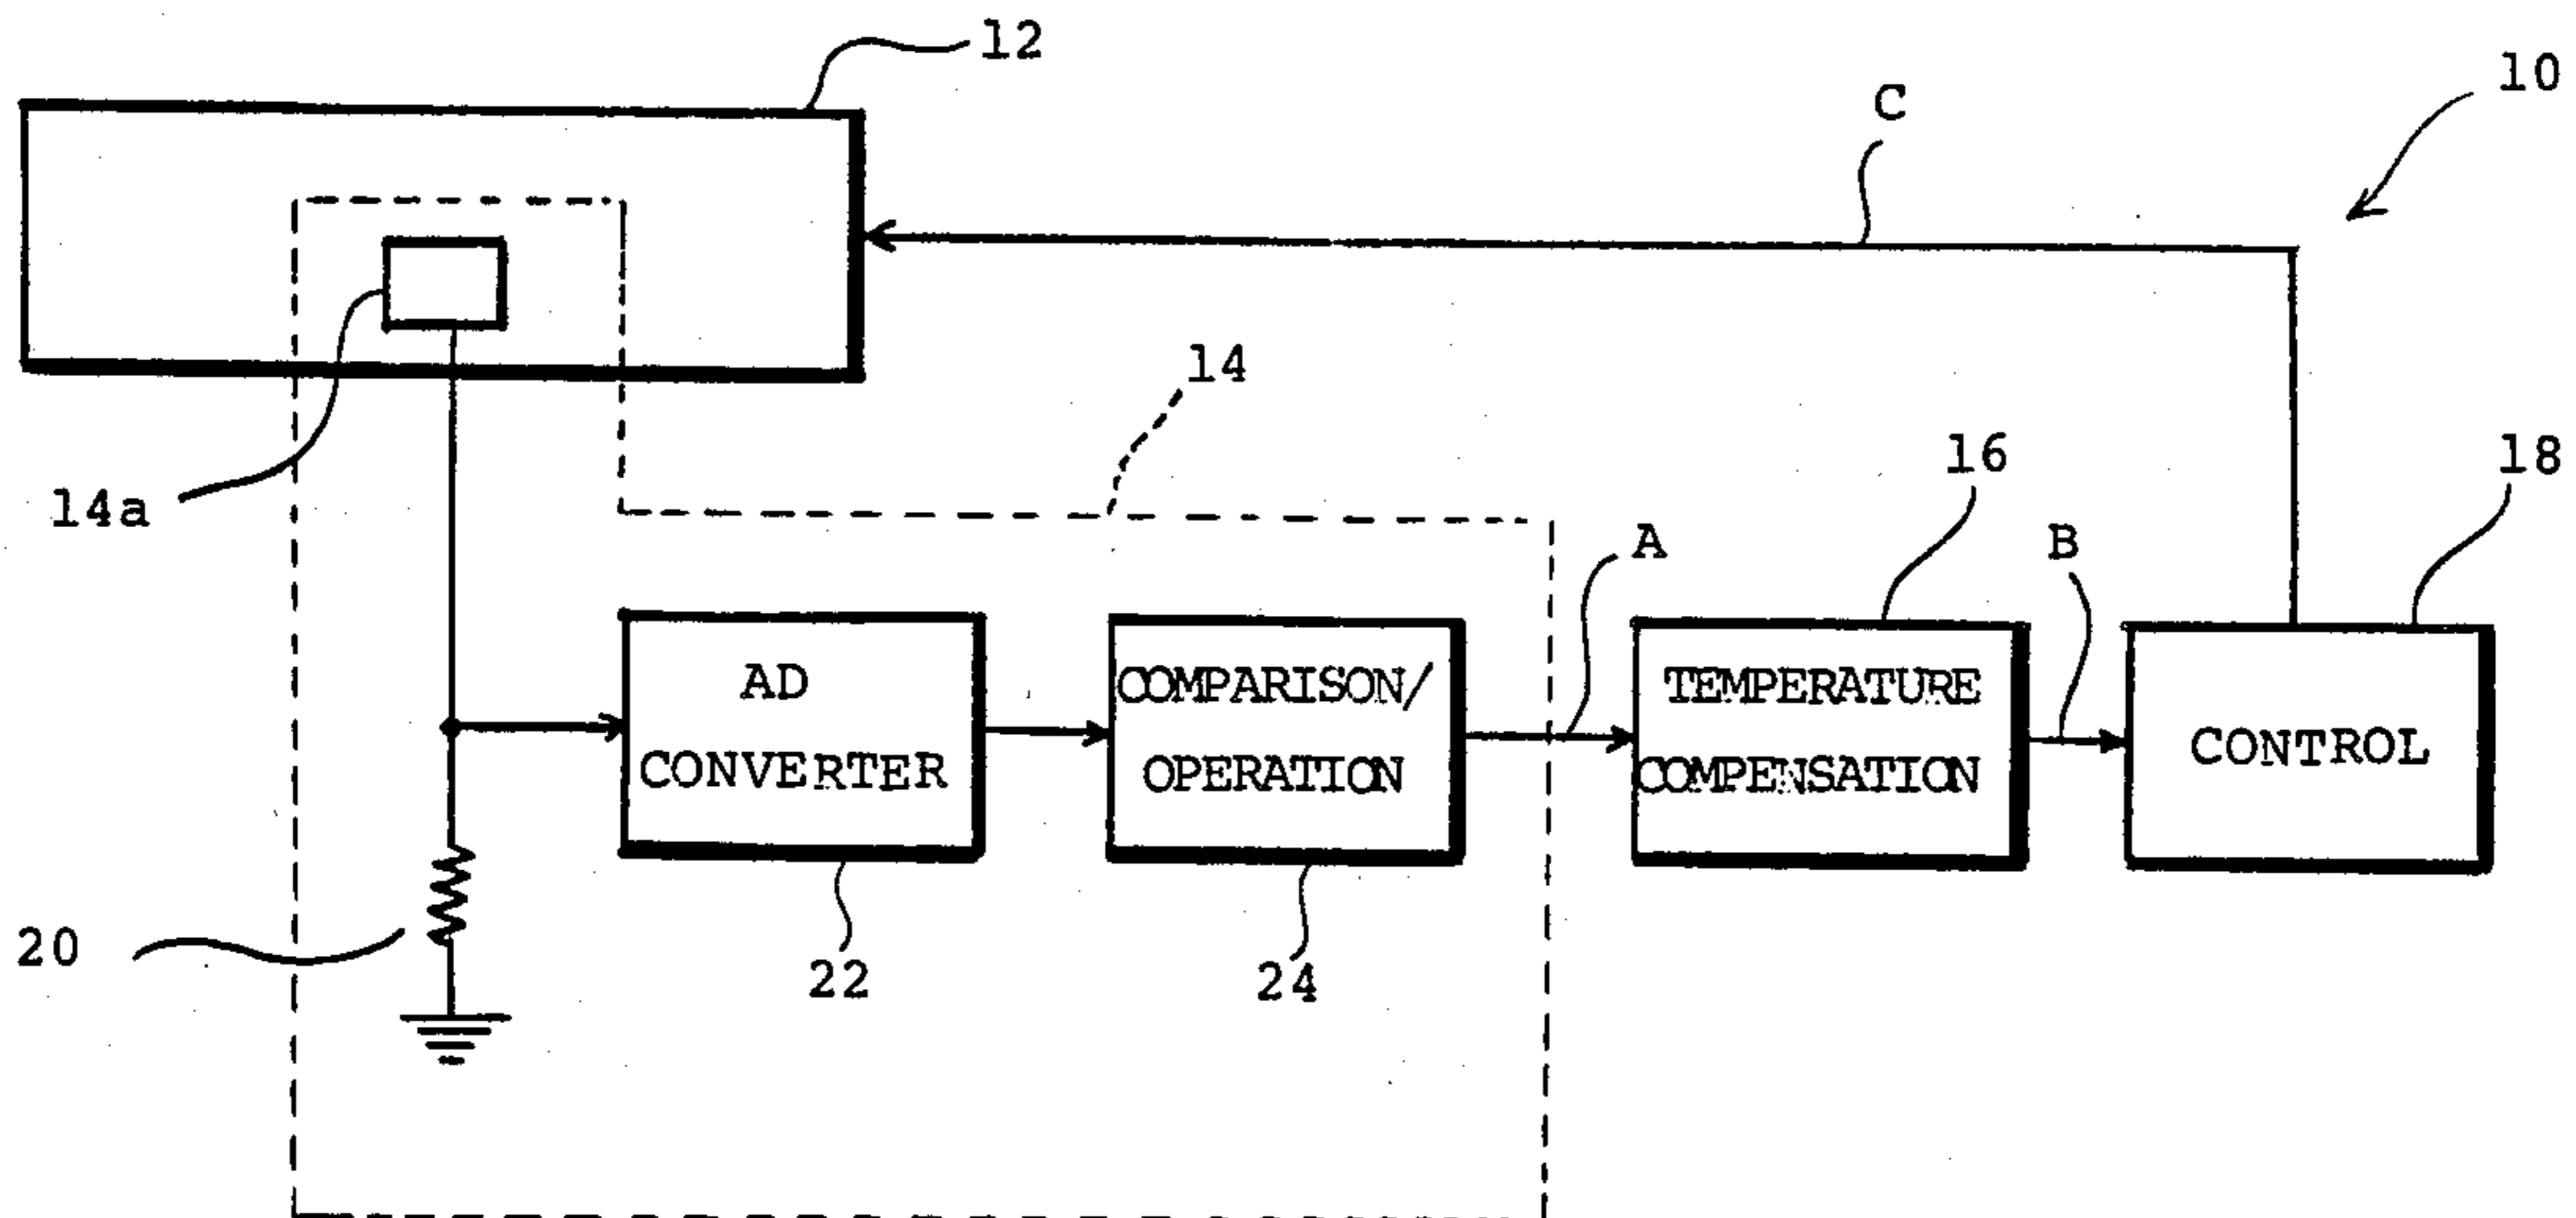 12
10
C
14
14a
16
18
A
B
AD
CONVERTER
COMPARISON/
OPERATION
TEMPERATURE
COMPENSATION
CONTROL
20
22
24